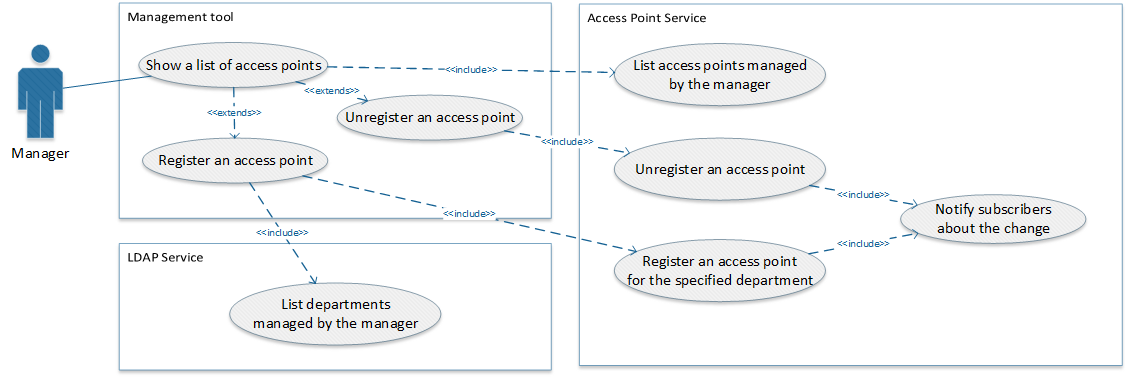 Management tool
Access Point Service
Show a list of access points
<<include>>
List access points managed
by the manager
<<extends>>
<<extends>>
Unregister an access point
<<include>>
Manager
Register an access point
Unregister an access point
<<include>>
<<include>>
Notify subscribers
about the change
<<include>>
<<include>>
LDAP Service
Register an access point
for the specified department
List departments
managed by the manager